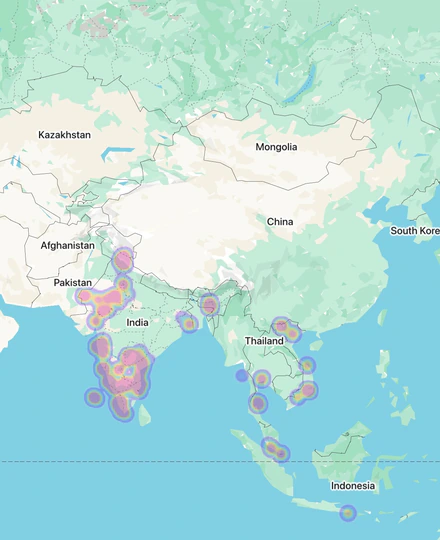 Kazakhstan
Mongolia
China
South Kore
Afghanistan
Pakistan
India
Thailand
Indonesia